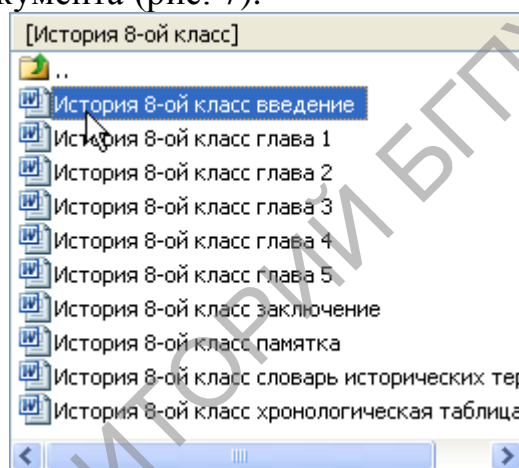 кумента (рис. 7).
[История 8-ой класс]
..
История 8-ой класс введение
История 8-ой класс глава 1
История 8-ой класс глава 2
История 8-ой класс глава 3
История 8-ой класс глава 4
История 8-ой класс глава 5
История 8-ой класс заключение
История 8-ой класс памятка
История 8-ой класс словарь исторических тер
История 8-ой класс хронологическая таблица
ИТОРИЙ БГПУ